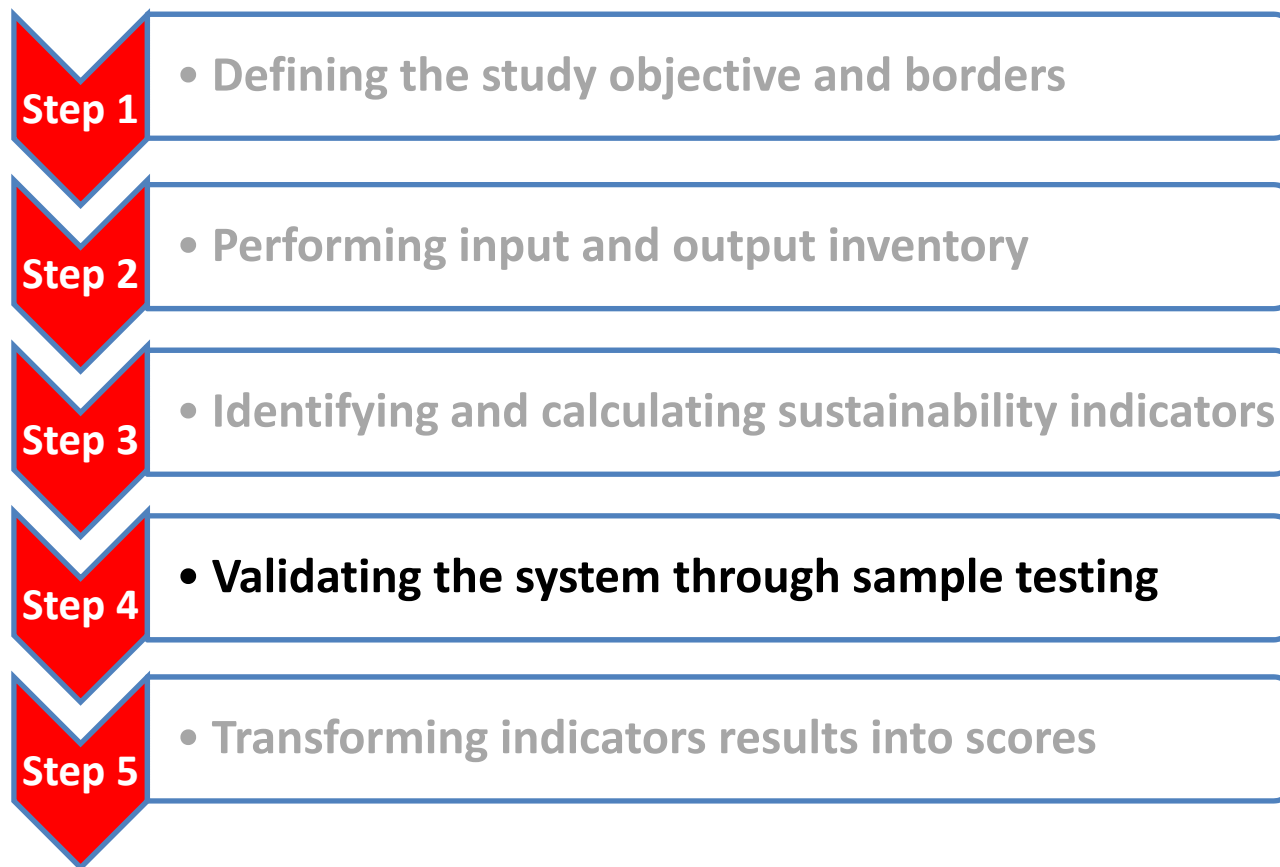 Step 1
• Defining the study objective and borders
Step 2
• Performing input and output inventory
Step 3
• Identifying and calculating sustainability indicators
Step 4
• Validating the system through sample testing
Step 5
• Transforming indicators results into scores